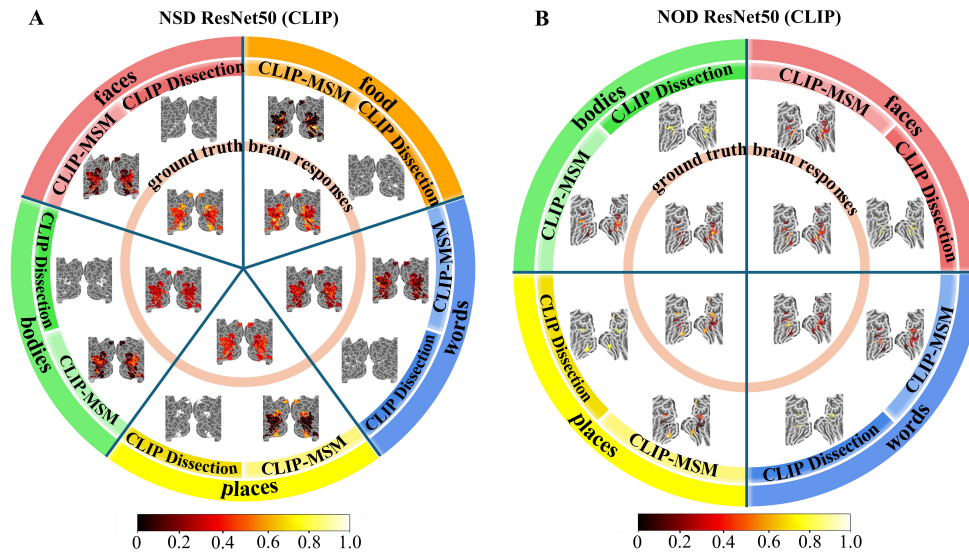 A
NSD ResNet50 (CLIP)
faces
CLIP-MSM
CLIP Dissection
food
CLIP-MSM
CLIP Dissection
ground truth brain responses
bodies
CLIP Dissection
CLIP-MSM
words
CLIP-MSM
CLIP Dissection
places
CLIP Dissection
CLIP-MSM
0 0.2 0.4 0.6 0.8 1.0
B
NOD ResNet50 (CLIP)
bodies
CLIP-MSM
CLIP Dissection
faces
CLIP-MSM
CLIP Dissection
ground truth brain responses
places
CLIP Dissection
CLIP-MSM
words
CLIP-MSM
CLIP Dissection
0 0.2 0.4 0.6 0.8 1.0